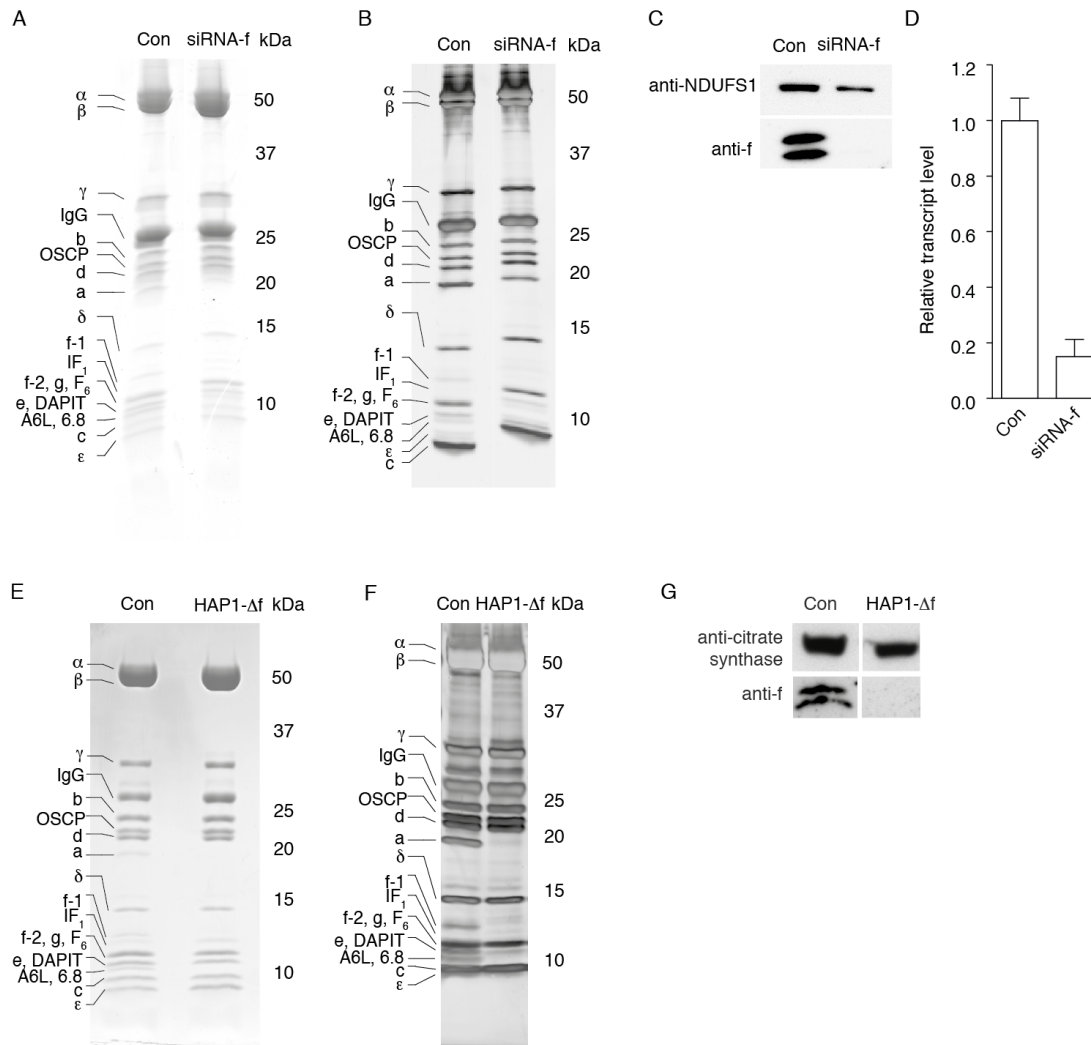 A
Con siRNA-f kDa
α
β
50
37
γ
IgG
b
25
OSCP
d
20
a
δ
15
f-1
IF1
f-2, g, F6
e, DAPIT
10
A6L, 6.8
c
ε
B
Con siRNA-f kDa
α
β
50
37
γ
IgG
b
25
OSCP
d
20
a
δ
15
f-1
IF1
f-2, g, F6
e, DAPIT
10
A6L, 6.8
ε
c
C
Con siRNA-f
anti-NDUFS1
anti-f
D
Relative transcript level
1.2
1.0
0.8
0.6
0.4
0.2
0.0
Con
siRNA-f
E
Con HAP1-Δf kDa
α
β
50
37
γ
IgG
b
25
OSCP
d
20
a
δ
15
f-1
IF1
f-2, g, F6
e, DAPIT
A6L, 6.8
10
c
ε
F
Con HAP1-Δf kDa
α
β
50
37
γ
IgG
b
25
OSCP
d
20
a
δ
15
f-1
IF1
f-2, g, F6
e, DAPIT
A6L, 6.8
10
c
ε
G
Con HAP1-Δf
anti-citrate
synthase
anti-f